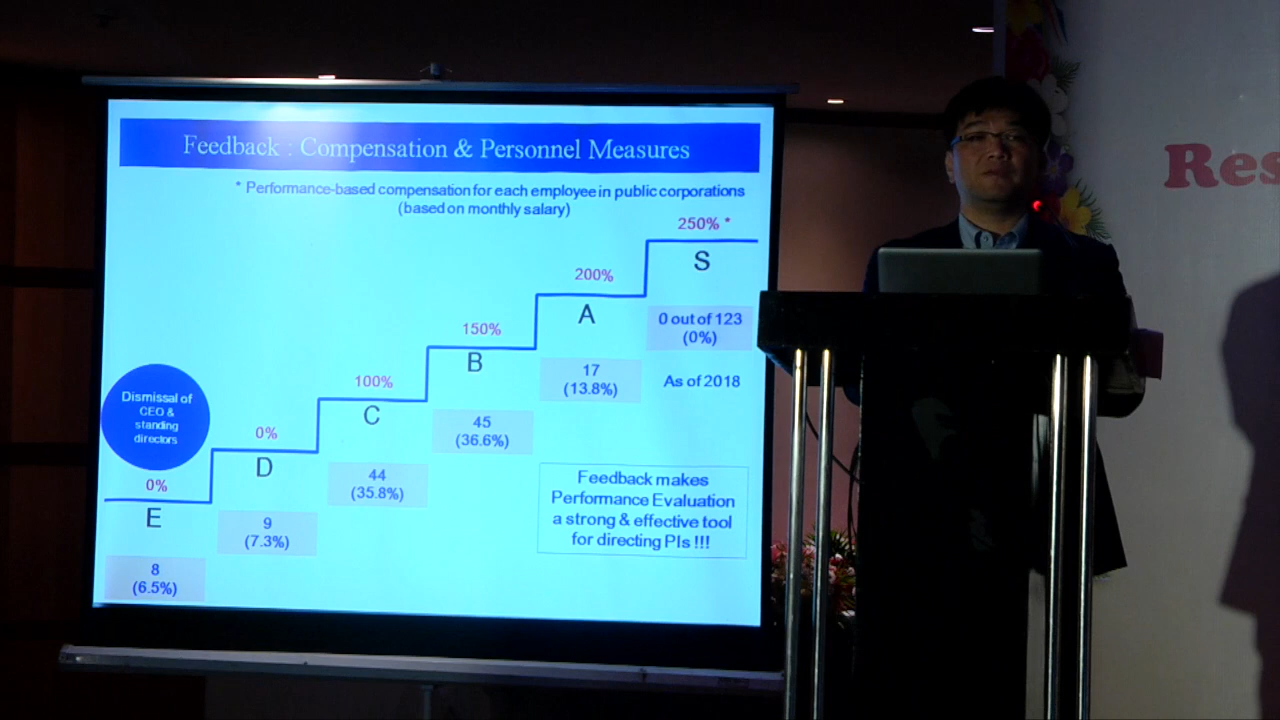 Feedback : Compensation & Personnel Measures
* Performance-based compensation for each employee in public corporations
(based on monthly salary)
250% *
S
0 out of 123
(0%)
As of 2018
200%
A
17
(13.8%)
150%
B
45
(36.6%)
100%
C
44
(35.8%)
0%
D
9
(7.3%)
Dismissal of
CEO &
standing
directors
0%
E
8
(6.5%)
Feedback makes
Performance Evaluation
a strong & effective tool
for directing PIs !!!
Res